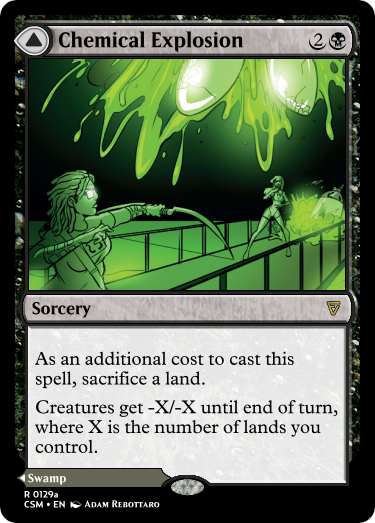 Chemical Explosion 2
Sorcery
As an additional cost to cast this
spell, sacrifice a land.
Creatures get -X/-X until end of turn,
where X is the number of lands you
control.
Swamp
R 0129a
CSM • EN Adam Rebottaro